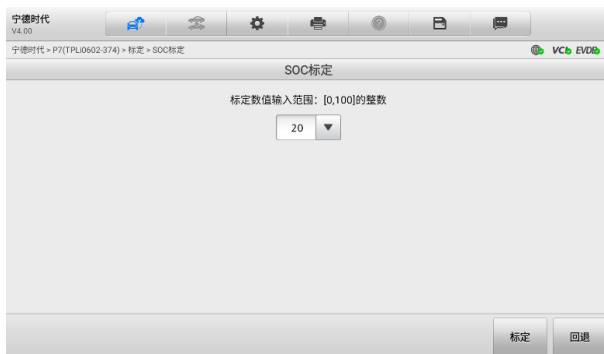 宁德时代
V4.00
宁德时代 > P7(TPLi0602-374) > 标定 > SOC标定
VCI EVDB
SOC标定
标定数值输入范围：[0,100]的整数
20
标定
回退